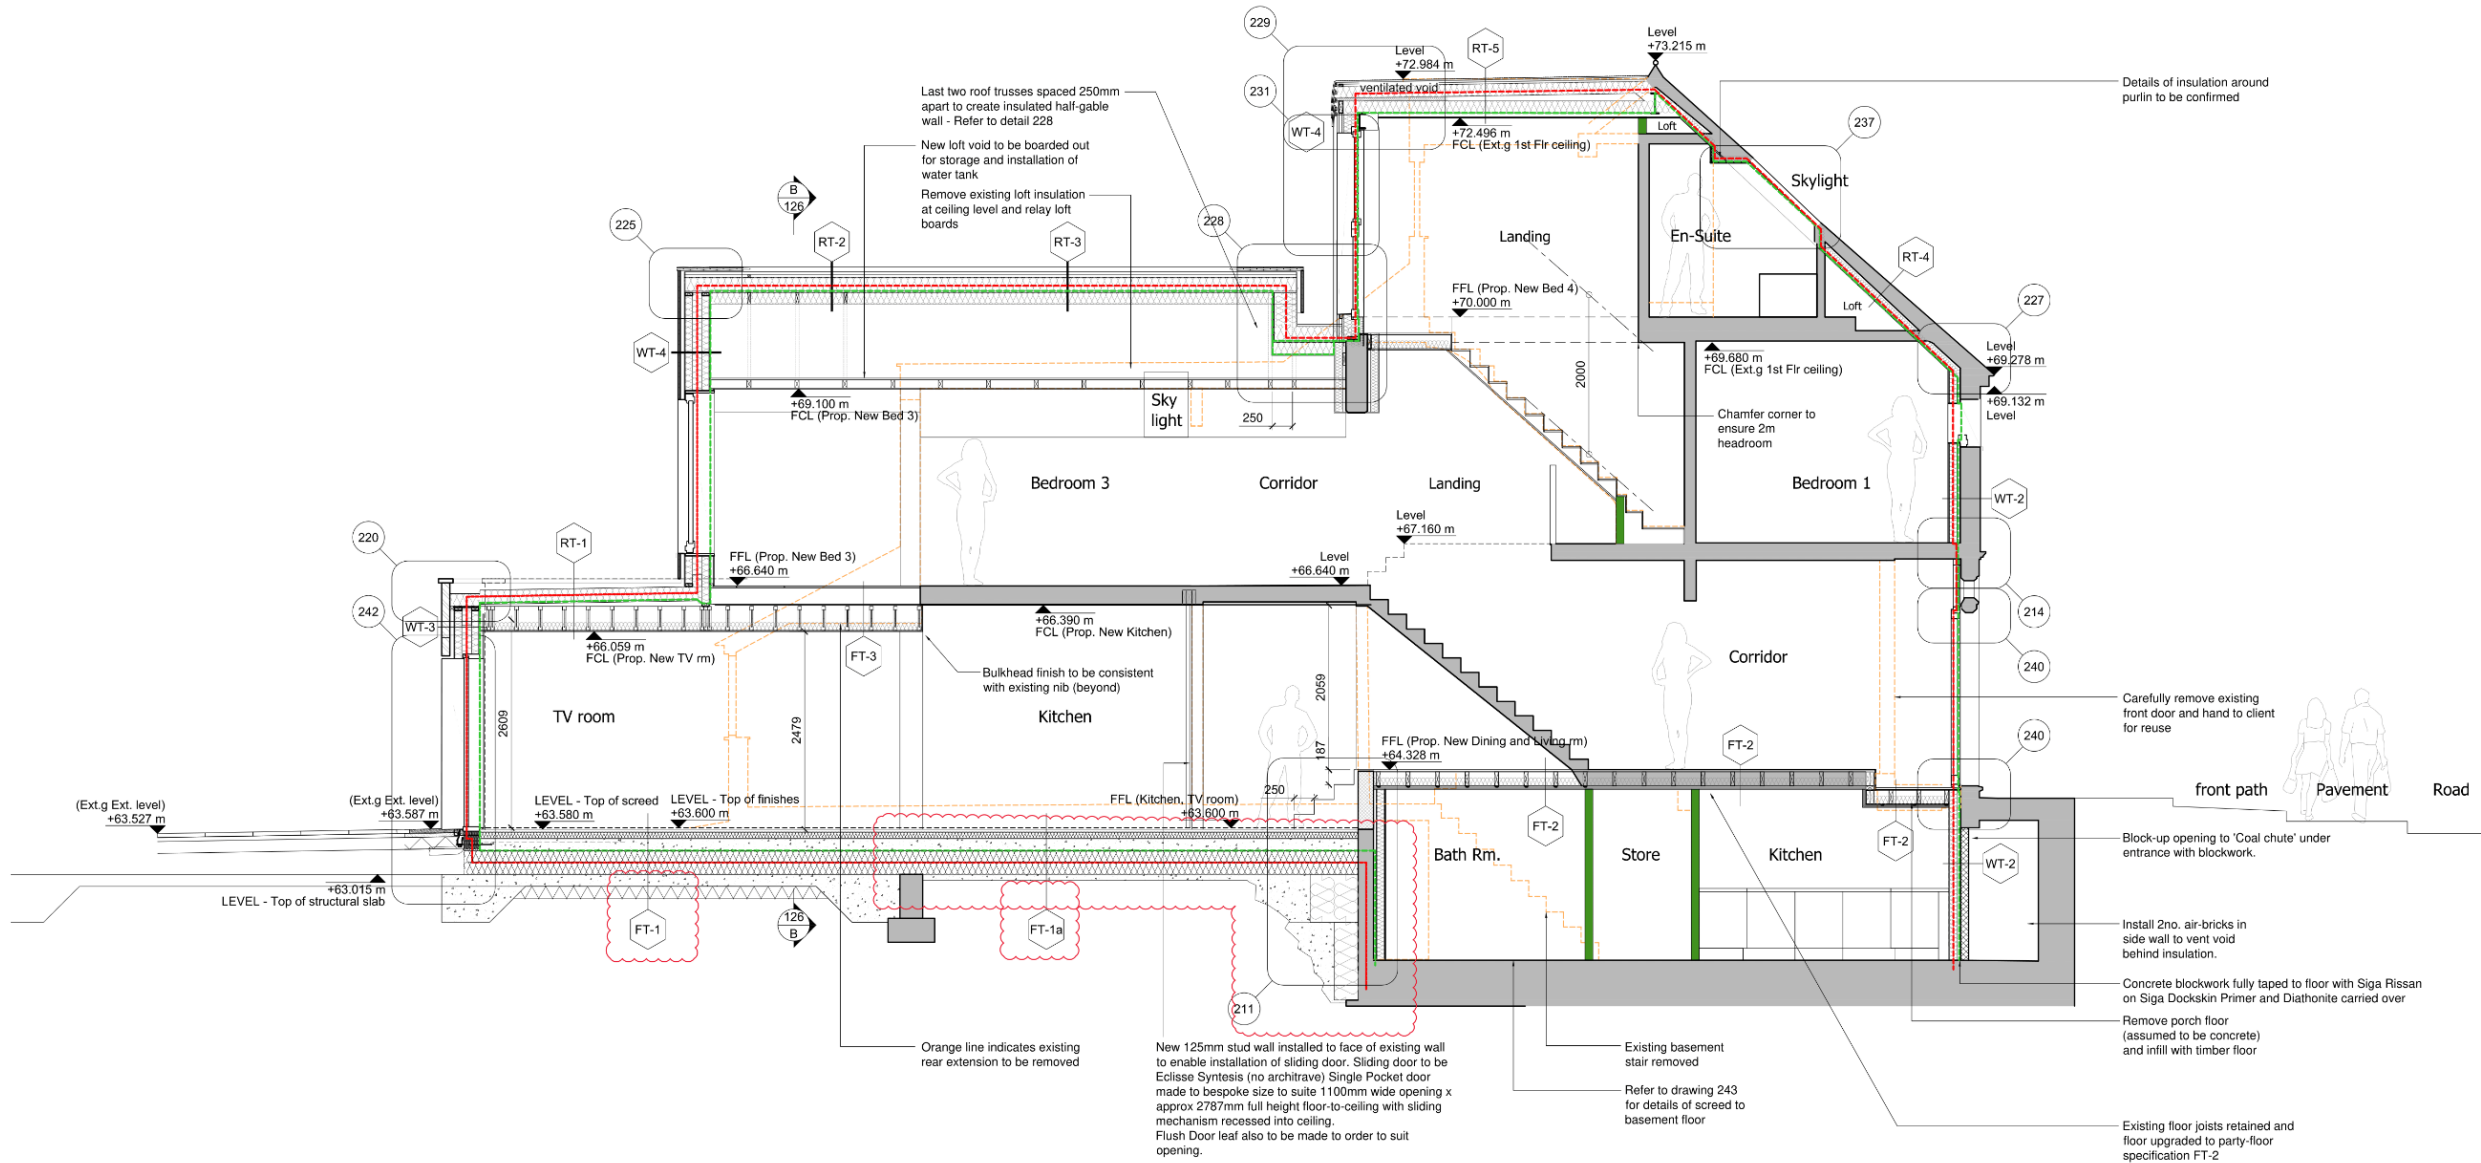 229
Level
+73.215 m
Level
+72.984 m
RT-5
231
ventilated void
WT-4
Last two roof trusses spaced 250mm
apart to create insulated half-gable
wall - Refer to detail 228
Details of insulation around
purlin to be confirmed
237
Loft
+72.496 m
FCL (Ext.g 1st Flr ceiling)
New loft void to be boarded out
for storage and installation of
water tank
Remove existing loft insulation
at ceiling level and relay loft
boards
B
126
225
RT-2
RT-3
228
Skylight
Landing
En-Suite
RT-4
FFL (Prop. New Bed 4)
+70.000 m
Loft
227
WT-4
+69.680 m
FCL (Ext.g 1st Flr ceiling)
Level
+69.278 m
2000
+69.132 m
Level
+69.100 m
FCL (Prop. New Bed 3)
Sky
light
250
Chamfer corner to
ensure 2m
headroom
Bedroom 3
Corridor
Landing
Bedroom 1
WT-2
Level
+67.160 m
220
RT-1
FFL (Prop. New Bed 3)
+66.640 m
Level
+66.640 m
242
WT-3
214
+66.390 m
FCL (Prop. New Kitchen)
+66.059 m
FCL (Prop. New TV rm)
FT-3
Bulkhead finish to be consistent
with existing nib (beyond)
240
Corridor
2059
Carefully remove existing
front door and hand to client
for reuse
TV room
Kitchen
2609
2479
187
FFL (Prop. New Dining and Living rm)
+64.328 m
FT-2
240
250
front path
Pavement
Road
(Ext.g Ext. level)
+63.527 m
(Ext.g Ext. level)
+63.587 m
LEVEL - Top of screed
+63.580 m
LEVEL - Top of finishes
+63.600 m
FFL (Kitchen, TV room)
+63.600 m
FT-2
FT-2
Block-up opening to 'Coal chute' under
entrance with blockwork.
Bath Rm.
Store
Kitchen
WT-2
+63.015 m
LEVEL - Top of structural slab
FT-1
126
B
FT-1a
Install 2no. air-bricks in
side wall to vent void
behind insulation.
211
Concrete blockwork fully taped to floor with Siga Rissan
on Siga Dockskin Primer and Diathonite carried over
Remove porch floor
(assumed to be concrete)
and infill with timber floor
Orange line indicates existing
rear extension to be removed
New 125mm stud wall installed to face of existing wall
to enable installation of sliding door. Sliding door to be
Eclisse Syntesis (no architrave) Single Pocket door
made to bespoke size to suite 1100mm wide opening x
approx 2787mm full height floor-to-ceiling with sliding
mechanism recessed into ceiling.
Flush Door leaf also to be made to order to suit
opening.
Existing basement
stair removed
Refer to drawing 243
for details of screed to
basement floor
Existing floor joists retained and
floor upgraded to party-floor
specification FT-2